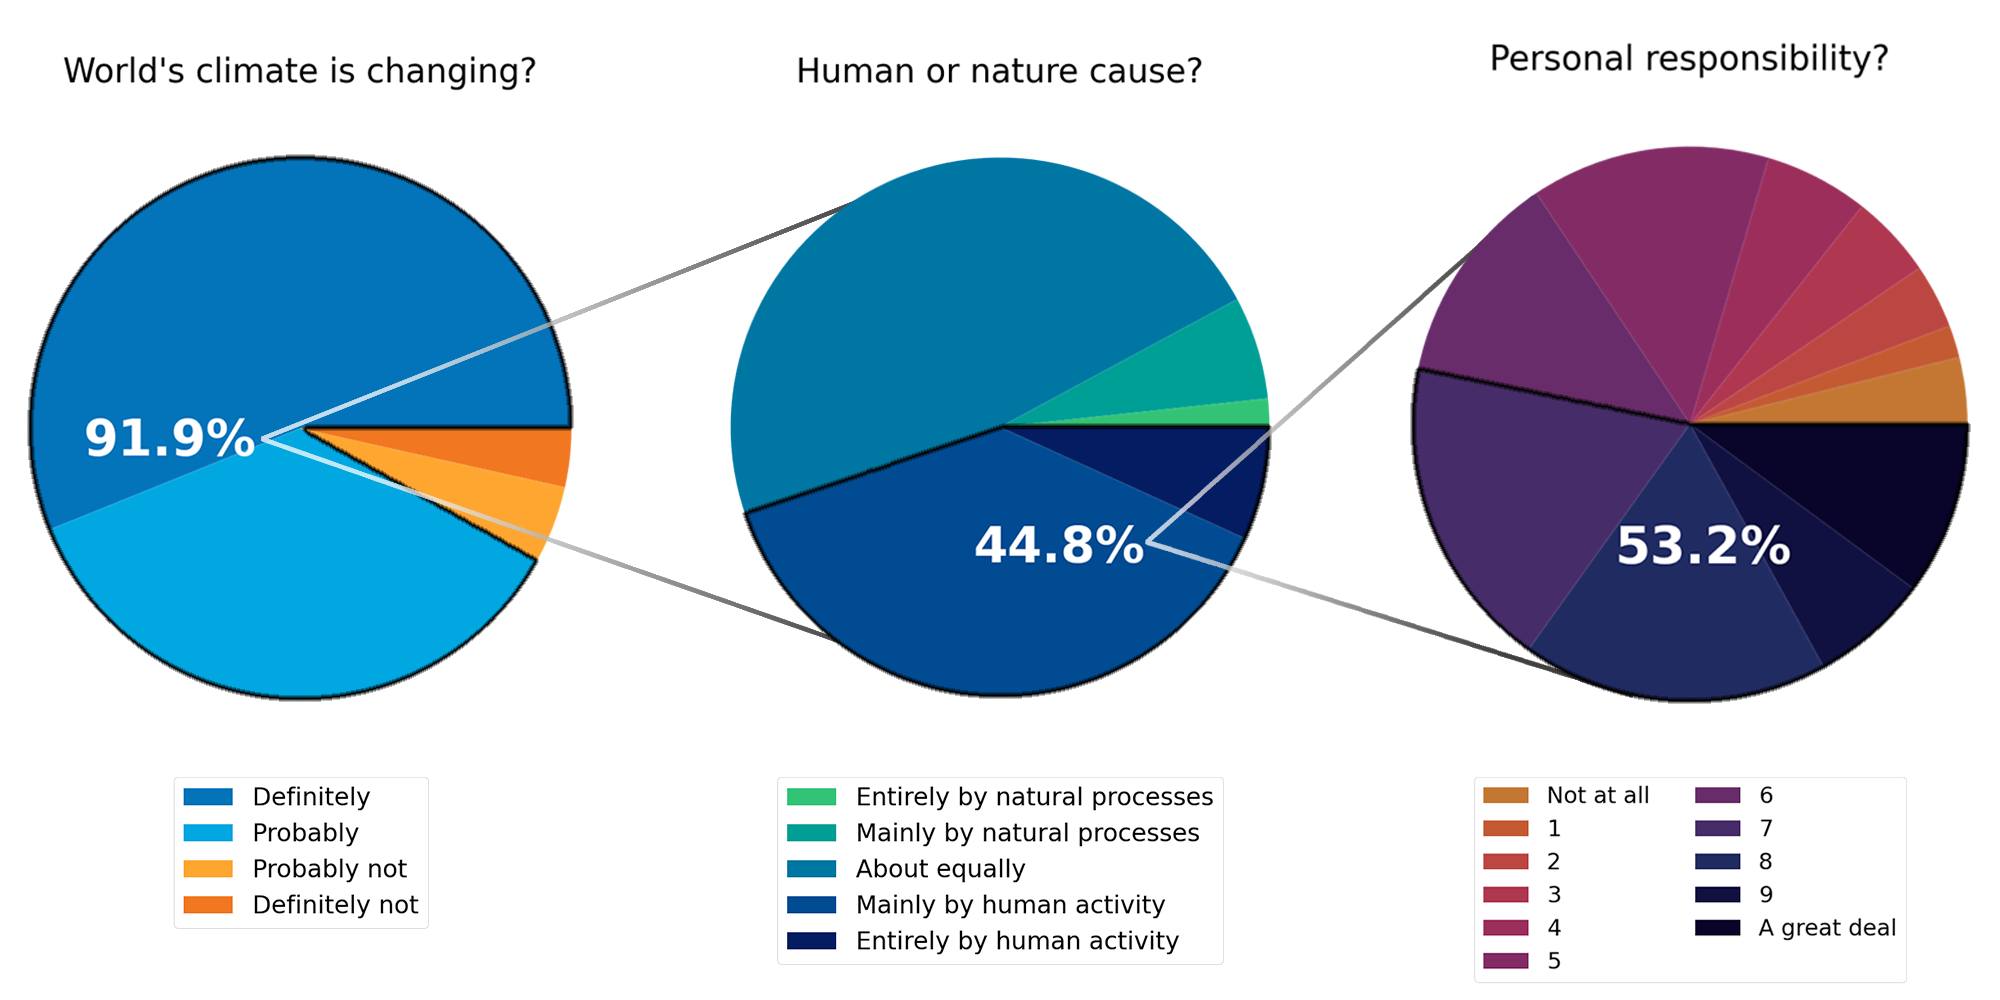 World's climate is changing?
Human or nature cause?
Personal responsibility?
91.9%
44.8%
53.2%
Definitely
Probably
Probably not
Definitely not
Entirely by natural processes
Mainly by natural processes
About equally
Mainly by human activity
Entirely by human activity
Not at all
1
2
3
4
5
6
7
8
9
A great deal